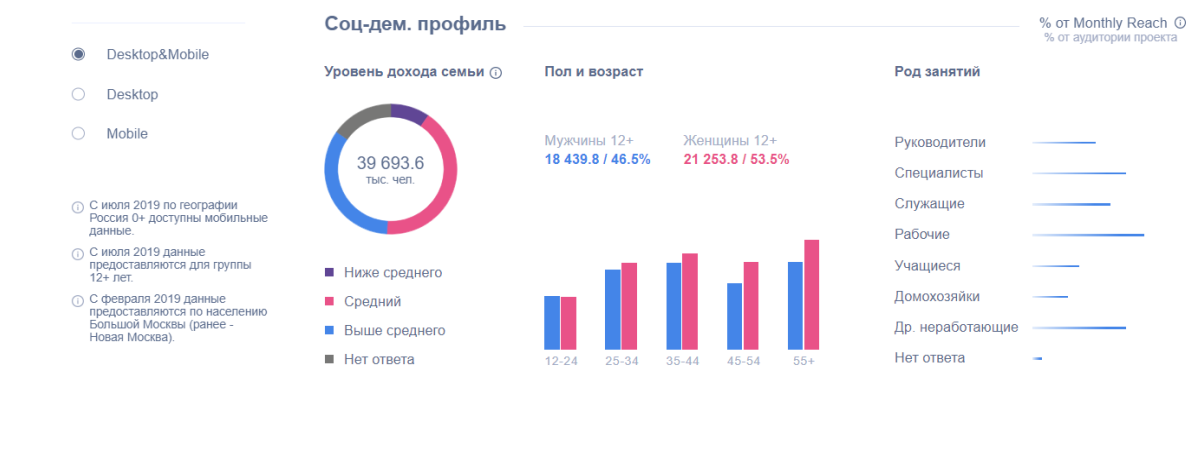 Соц-дем. профиль
% от Monthly Reach
% от аудитории проекта
Desktop&Mobile
Desktop
Mobile
С июля 2019 по географии
Россия 0+ доступны мобильные
данные.
С июля 2019 данные
предоставляются для группы
12+ лет.
С февраля 2019 данные
предоставляются по населению
Большой Москвы (ранее -
Новая Москва).
Уровень дохода семьи
39 693.6
тыс. чел.
Ниже среднего
Средний
Выше среднего
Нет ответа
Пол и возраст
Мужчины 12+
18 439.8 / 46.5%
Женщины 12+
21 253.8 / 53.5%
12-24 25-34 35-44 45-54 55+
Род занятий
Руководители
Специалисты
Служащие
Рабочие
Учащиеся
Домохозяйки
Др. неработающие
Нет ответа